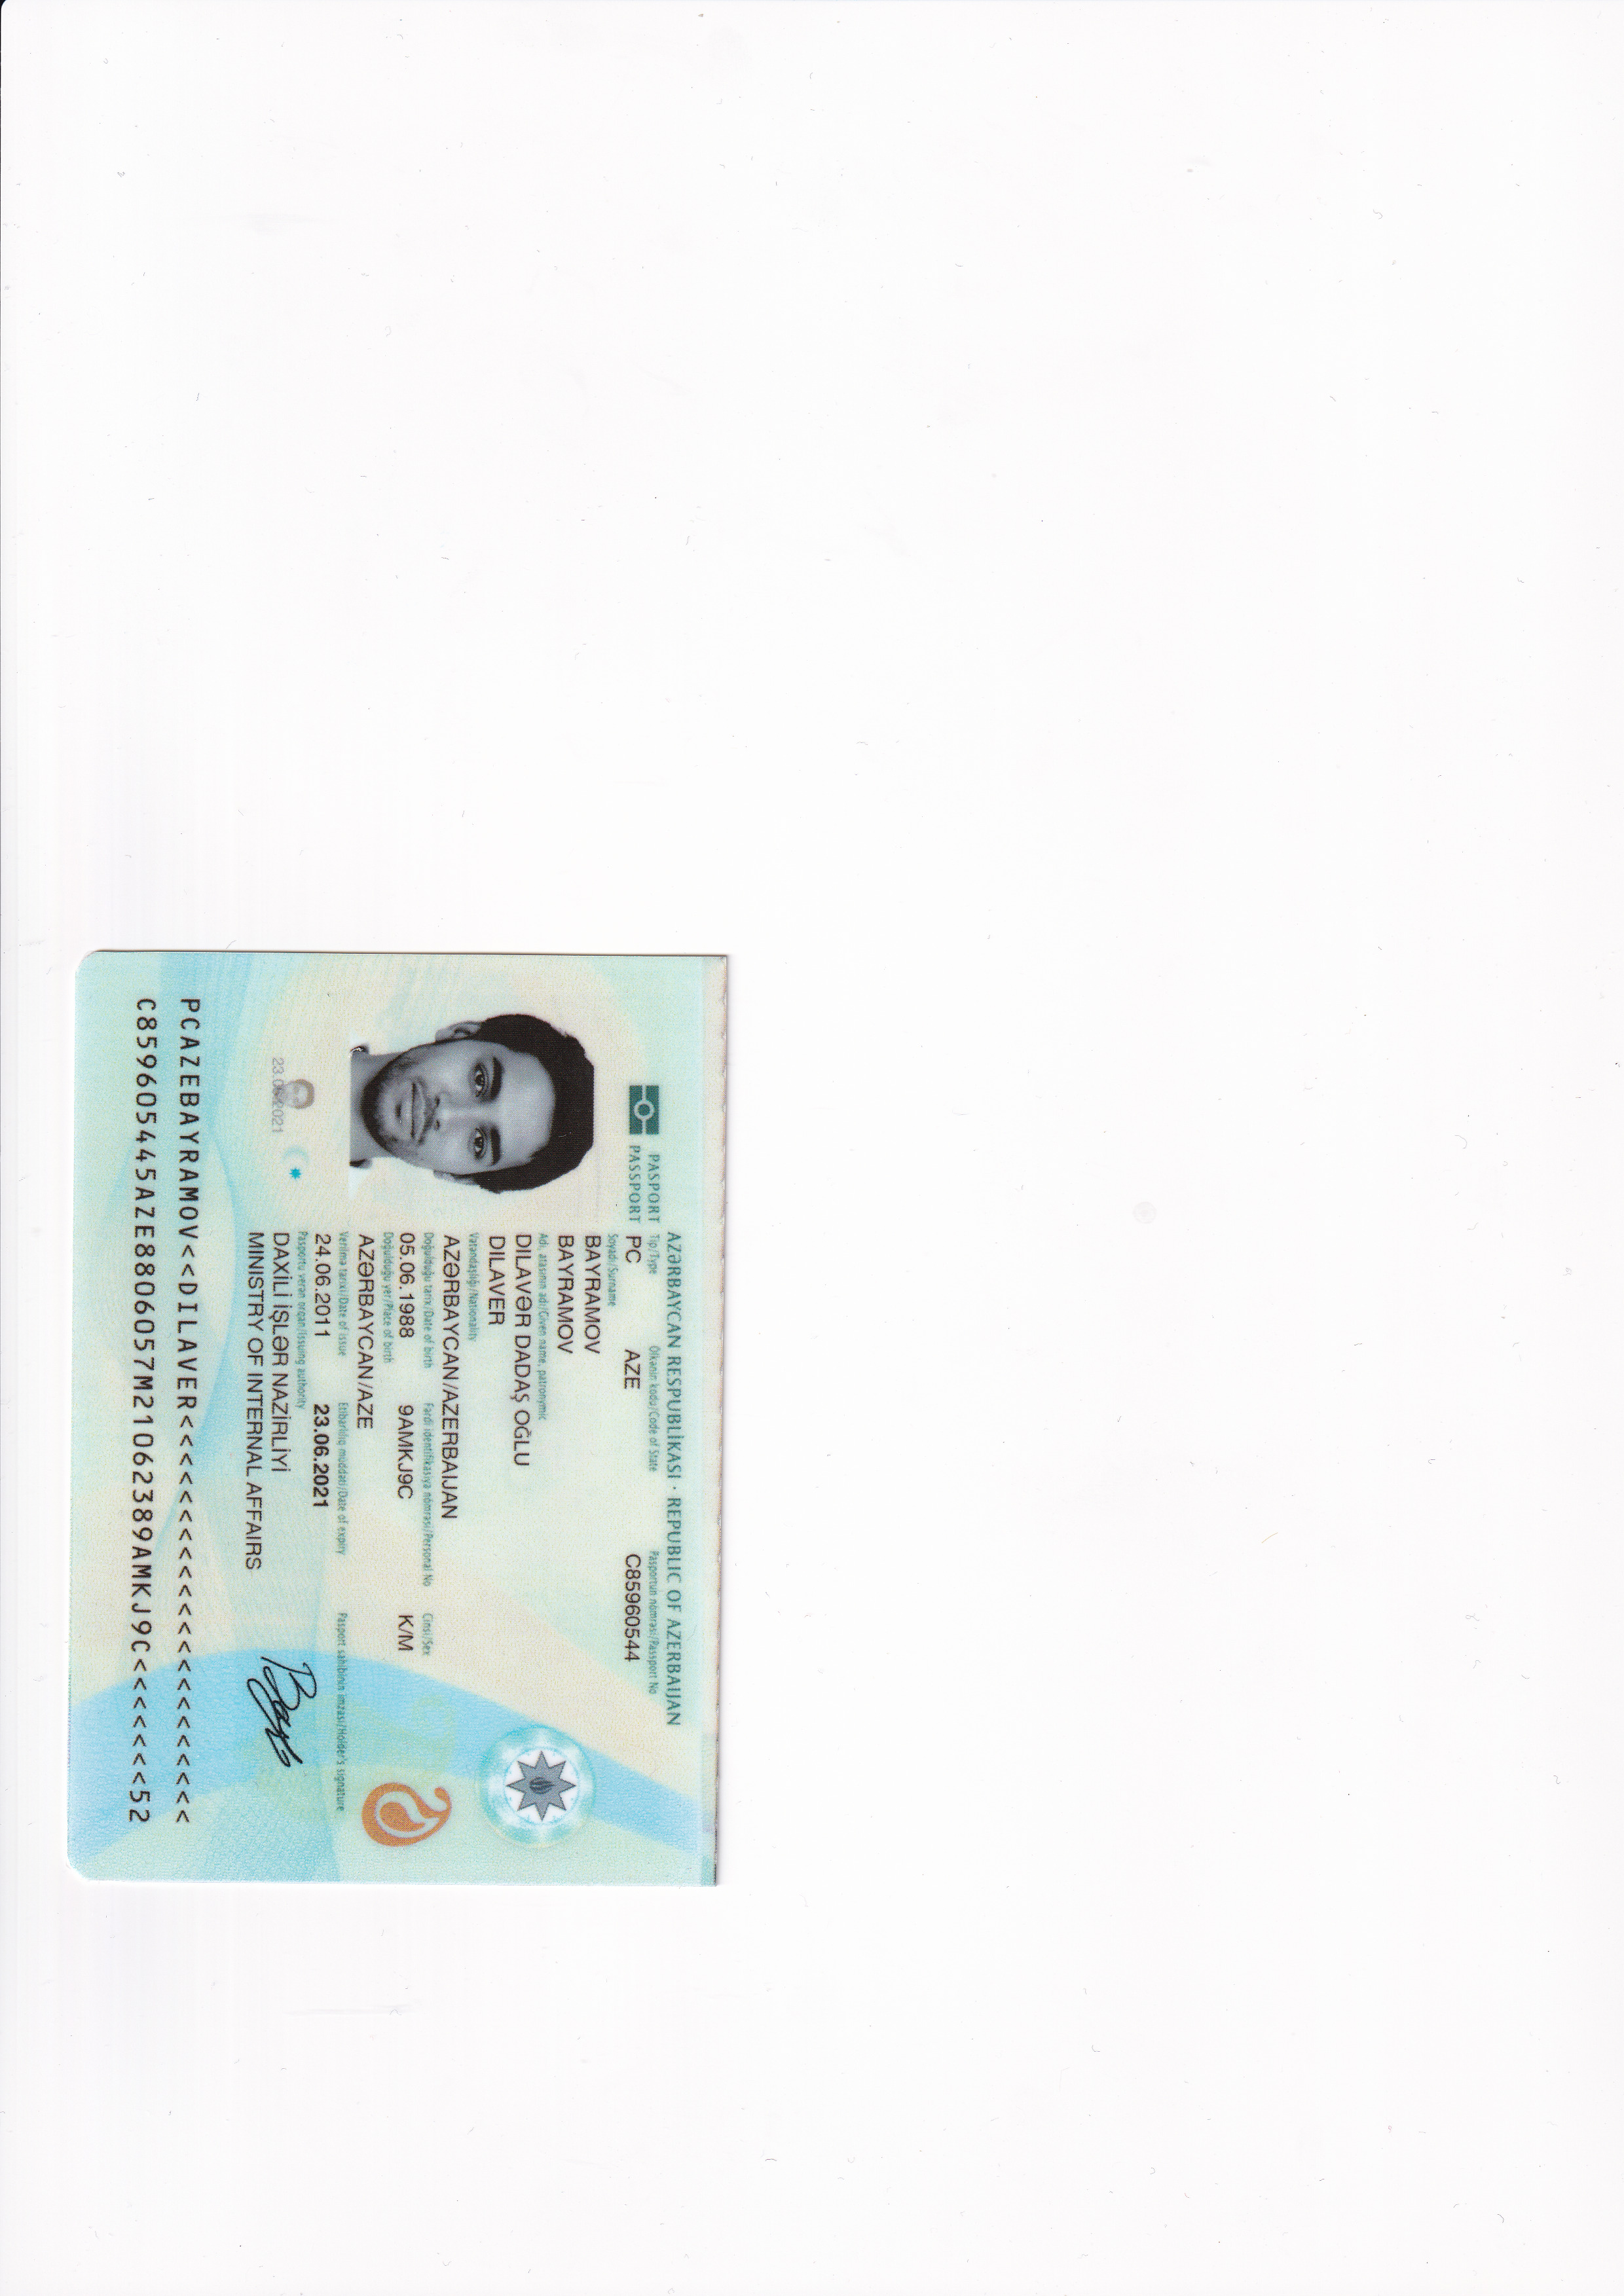 AZƏRBAYCAN RESPUBLİKASI · REPUBLIC OF AZERBAIJAN
PASPORT
PASSPORT
Tip/Type Ölkənin kodu/Code of State Pasportun nömrəsi/Passport No
PC AZE C85960544
Soyadı/Surname
BAYRAMOV
BAYRAMOV
Adı, atasının adı/Given name, patronymic
DILAVƏR DADAŞ OĞLU
DILAVER
Vətəndaşlığı/Nationality
AZƏRBAYCAN/AZERBAIJAN
Doğulduğu tarix/Date of birth Fərdi identifikasiya nömrəsi/Personal No Cinsi/Sex
05.06.1988 9AMKJ9C K/M
Doğulduğu yer/Place of birth
AZƏRBAYCAN/AZE
Verilmə tarixi/Date of issue Etibarlılıq müddəti/Date of expiry Pasport sahibinin imzası/Holder's signature
24.06.2011 23.06.2021
Pasportu verən orqan/Issuing authority
DAXİLİ İŞLƏR NAZİRLİYİ
MINISTRY OF INTERNAL AFFAIRS
23.06.2021
PCAZEBAYRAMOV<<DILAVER<<<<<<<<<<<<<<<<<<<<<<
C859605445AZE8806057M21062389AMKJ9C<<<<<<<52